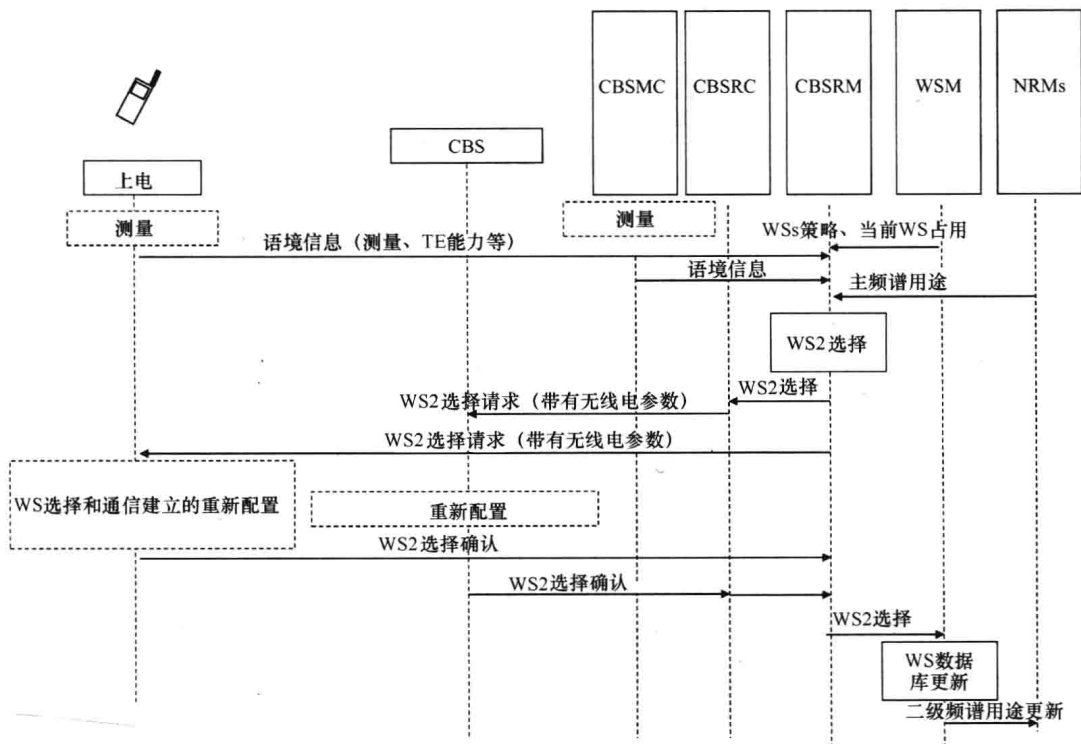 CBSMC
CBSRC
CBSRM
WSM
NRMs
CBS
上电
测量
测量
WSs策略、当前WS占用
语境信息（测量、TE能力等）
语境信息
主频谱用途
WS2选择
WS2选择
WS2选择请求（带有无线电参数）
WS2选择请求（带有无线电参数）
WS选择和通信建立的重新配置
重新配置
WS2选择确认
WS2选择确认
WS2选择
WS数据
库更新
二级频谱用途更新